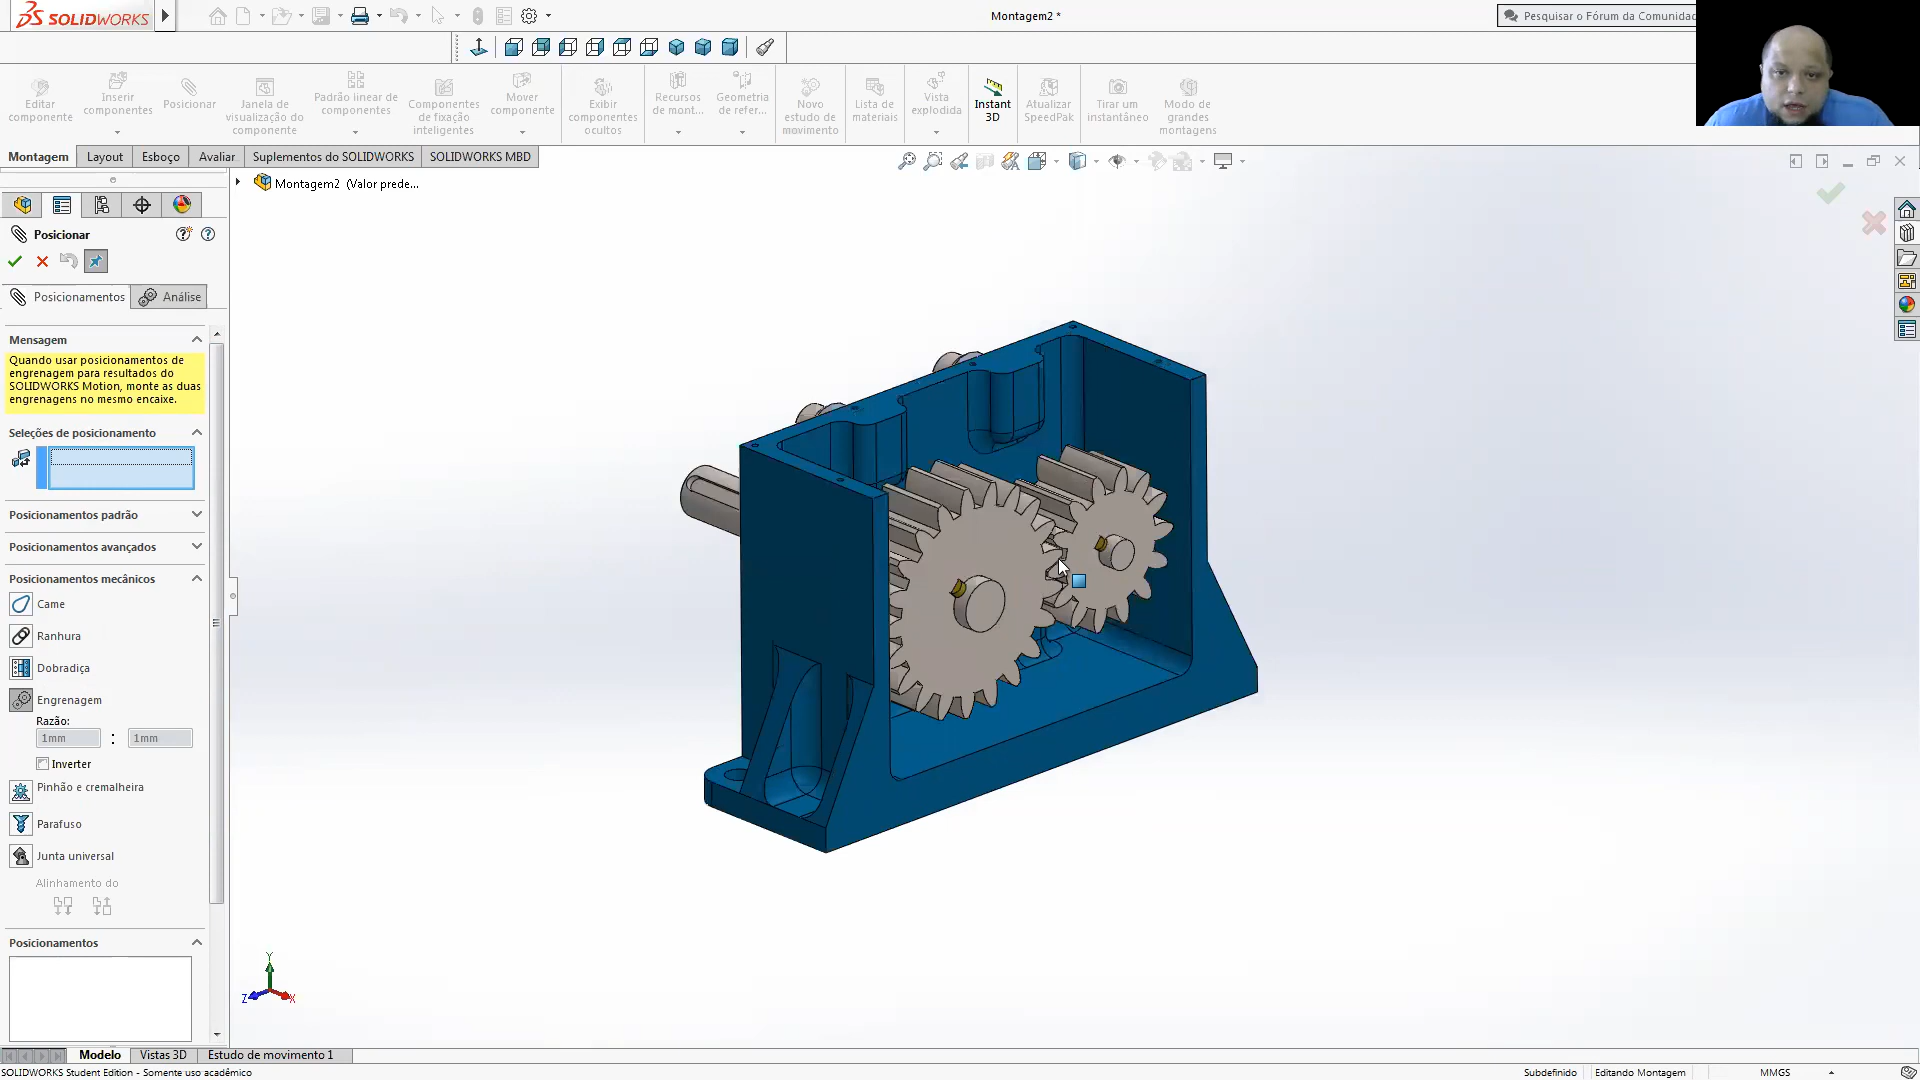 SOLIDWORKS
Montagem2 *
Pesquisar o Fórum da Comunidad
Editar
componente
Inserir
componentes
Posicionar
Janela de
visualização do
componente
Padrão linear de
componentes
Componentes
de fixação
inteligentes
Mover
componente
Exibir
componentes
ocultos
Recursos
de mont...
Geometria
de refer...
Novo
estudo de
movimento
Lista de
materiais
Vista
explodida
Instant
3D
Atualizar
SpeedPak
Tirar um
instantâneo
Modo de
grandes
montagens
Montagem
Layout
Esboço
Avaliar
Suplementos do SOLIDWORKS
SOLIDWORKS MBD
Montagem2 (Valor prede...
Posicionar
Posicionamentos
Análise
Mensagem
Quando usar posicionamentos de
engrenagem para resultados do
SOLIDWORKS Motion, monte as duas
engrenagens no mesmo encaixe.
Seleções de posicionamento
Posicionamentos padrão
Posicionamentos avançados
Posicionamentos mecânicos
Came
Ranhura
Dobradiça
Engrenagem
Razão:
1mm : 1mm
Inverter
Pinhão e cremalheira
Parafuso
Junta universal
Alinhamento do
Posicionamentos
Y
Z
X
Modelo
Vistas 3D
Estudo de movimento 1
SOLIDWORKS Student Edition - Somente uso acadêmico
Subdefinido
Editando Montagem
MMGS